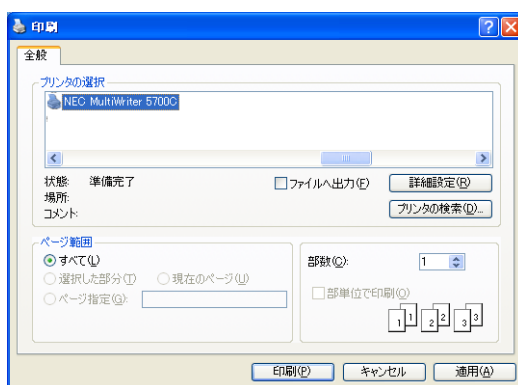 印刷
全般
プリンタの選択
NEC MultiWriter 5700C
状態: 準備完了
場所:
コメント:
ファイルへ出力(F)
詳細設定(R)
プリンタの検索(D)...
ページ範囲
すべて(L)
選択した部分(T) 現在のページ(U)
ページ指定(G):
部数(C): 1
部単位で印刷(O)
1 1 2 2 3 3
印刷(P) キャンセル 適用(A)